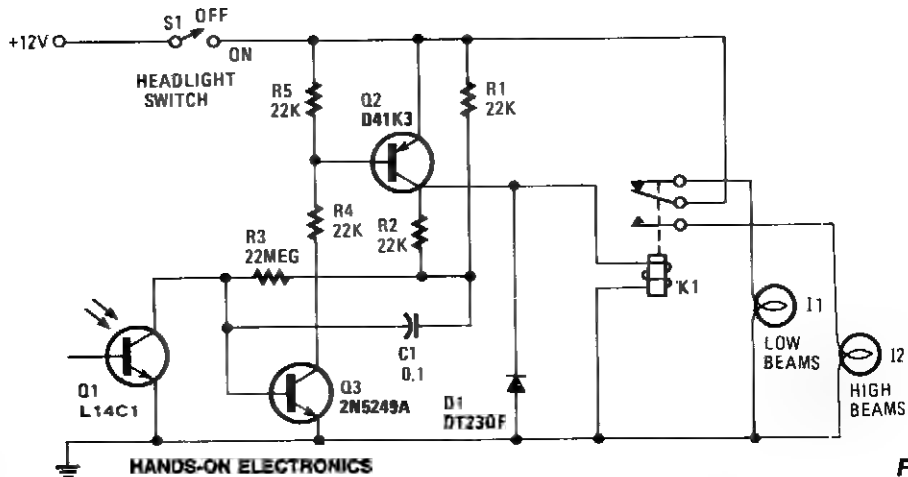 +12V
S1
OFF
ON
HEADLIGHT
SWITCH
R5
22K
Q2
D41K3
R1
22K
R4
22K
R2
22K
R3
22MEG
K1
I1
LOW
BEAMS
I2
HIGH
BEAMS
C1
0.1
Q1
L14C1
Q3
2N5249A
D1
DT230F
HANDS-ON ELECTRONICS
F